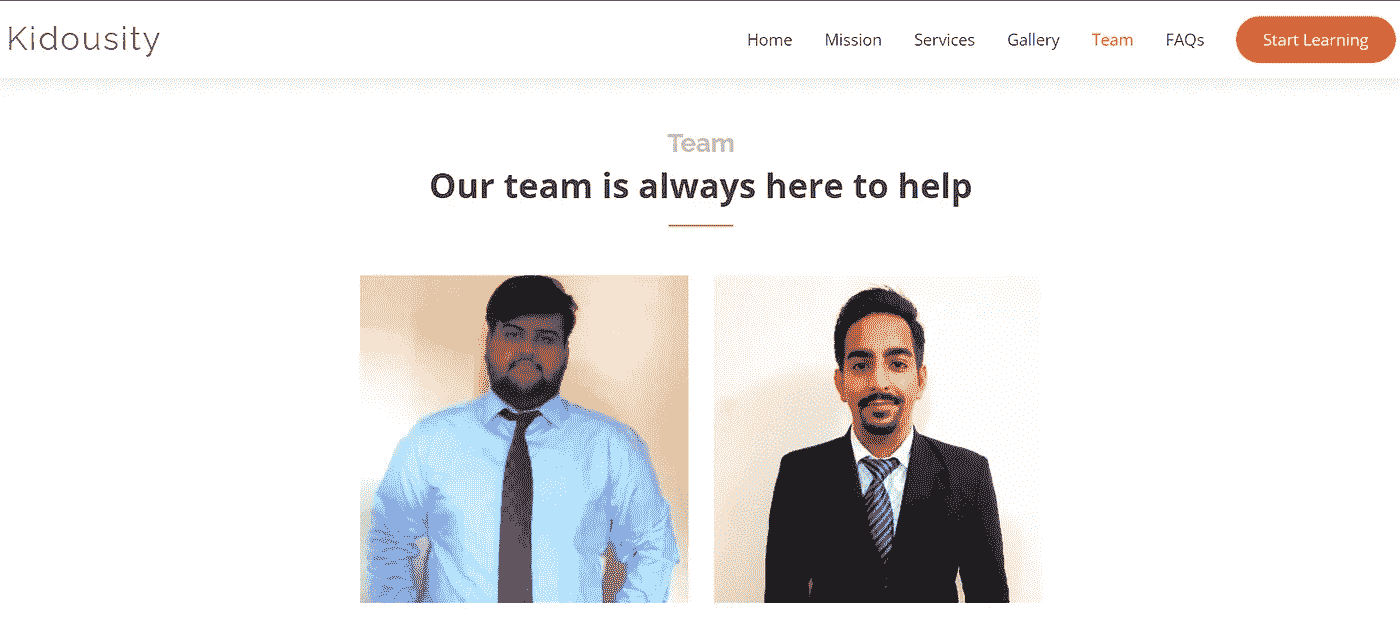 Kidousity
Home Mission Services Gallery Team FAQs Start Learning
Team
Our team is always here to help